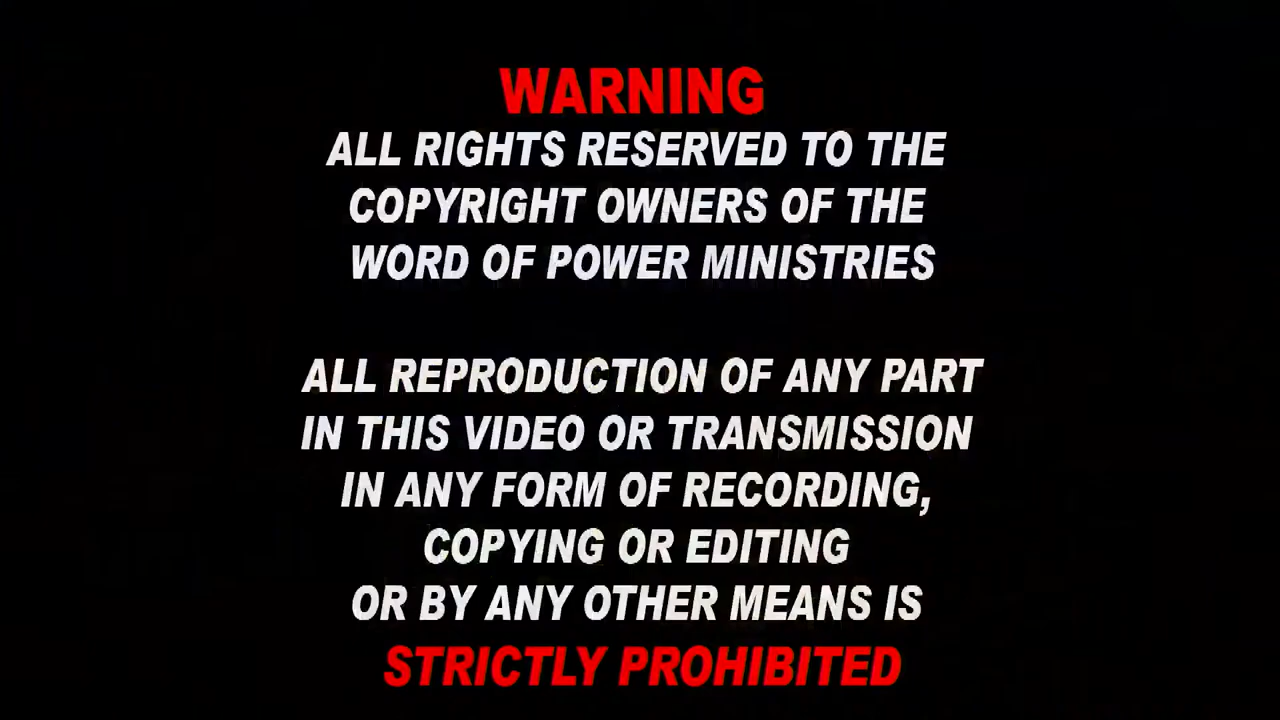 WARNING
ALL RIGHTS RESERVED TO THE
COPYRIGHT OWNERS OF THE
WORD OF POWER MINISTRIES
ALL REPRODUCTION OF ANY PART
IN THIS VIDEO OR TRANSMISSION
IN ANY FORM OF RECORDING,
COPYING OR EDITING
OR BY ANY OTHER MEANS IS
STRICTLY PROHIBITED